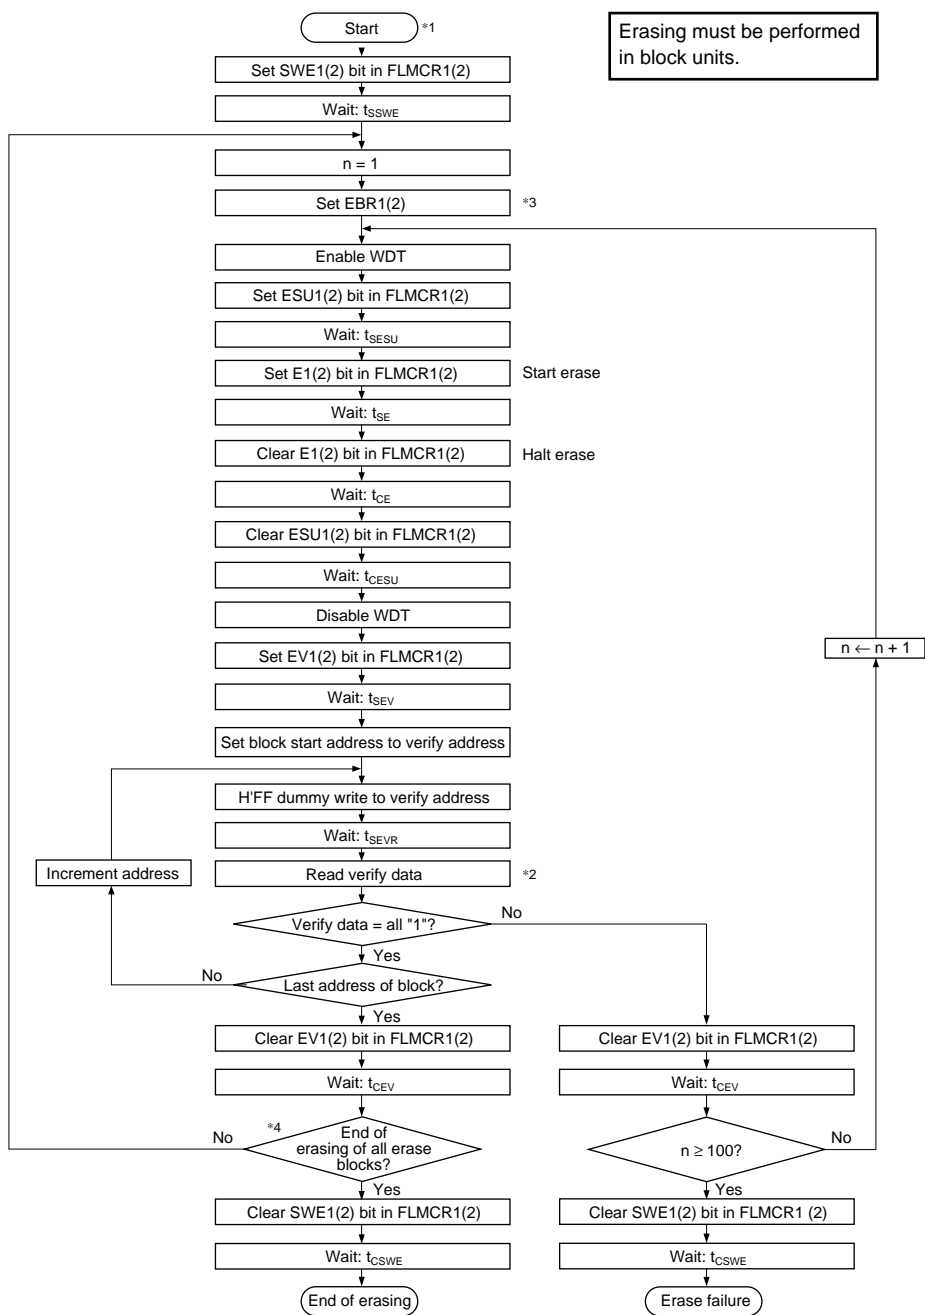 Start *1
Erasing must be performed
in block units.
Set SWE1(2) bit in FLMCR1(2)
Wait: tSSWE
n = 1
Set EBR1(2) *3
Enable WDT
Set ESU1(2) bit in FLMCR1(2)
Wait: tSESU
Set E1(2) bit in FLMCR1(2) Start erase
Wait: tSE
Clear E1(2) bit in FLMCR1(2) Halt erase
Wait: tCE
Clear ESU1(2) bit in FLMCR1(2)
Wait: tCESU
Disable WDT
n ← n + 1
Set EV1(2) bit in FLMCR1(2)
Wait: tSEV
Set block start address to verify address
H'FF dummy write to verify address
Wait: tSEVR
Increment address
Read verify data *2
Verify data = all "1"?
No
Yes
No
Last address of block?
Yes
Clear EV1(2) bit in FLMCR1(2)
Clear EV1(2) bit in FLMCR1(2)
Wait: tCEV
Wait: tCEV
No
*4
End of
erasing of all erase
blocks?
n ≥ 100?
No
Yes
Yes
Clear SWE1(2) bit in FLMCR1(2)
Clear SWE1(2) bit in FLMCR1 (2)
Wait: tCSWE
Wait: tCSWE
End of erasing
Erase failure